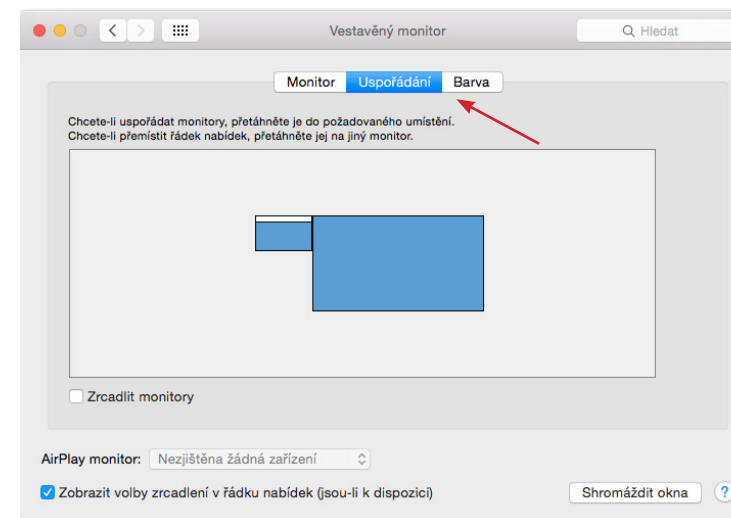 Vestavěný monitor
Hledat
Monitor
Uspořádání
Barva
Chcete-li uspořádat monitory, přetáhněte je do požadovaného umístění.
Chcete-li přemístit řádek nabídek, přetáhněte jej na jiný monitor.
Zrcadlit monitory
AirPlay monitor: Nezjištěna žádná zařízení
Zobrazit volby zrcadlení v řádku nabídek (jsou-li k dispozici)
Shromáždit okna
?